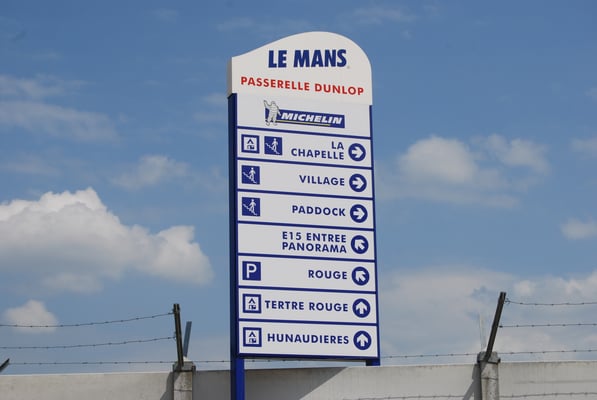 LE MANS
PASSERELLE DUNLOP
MICHELIN
LA
CHAPELLE
VILLAGE
PADDOCK
E15 ENTREE
PANORAMA
P ROUGE
TERTRE ROUGE
HUNAUDIERES